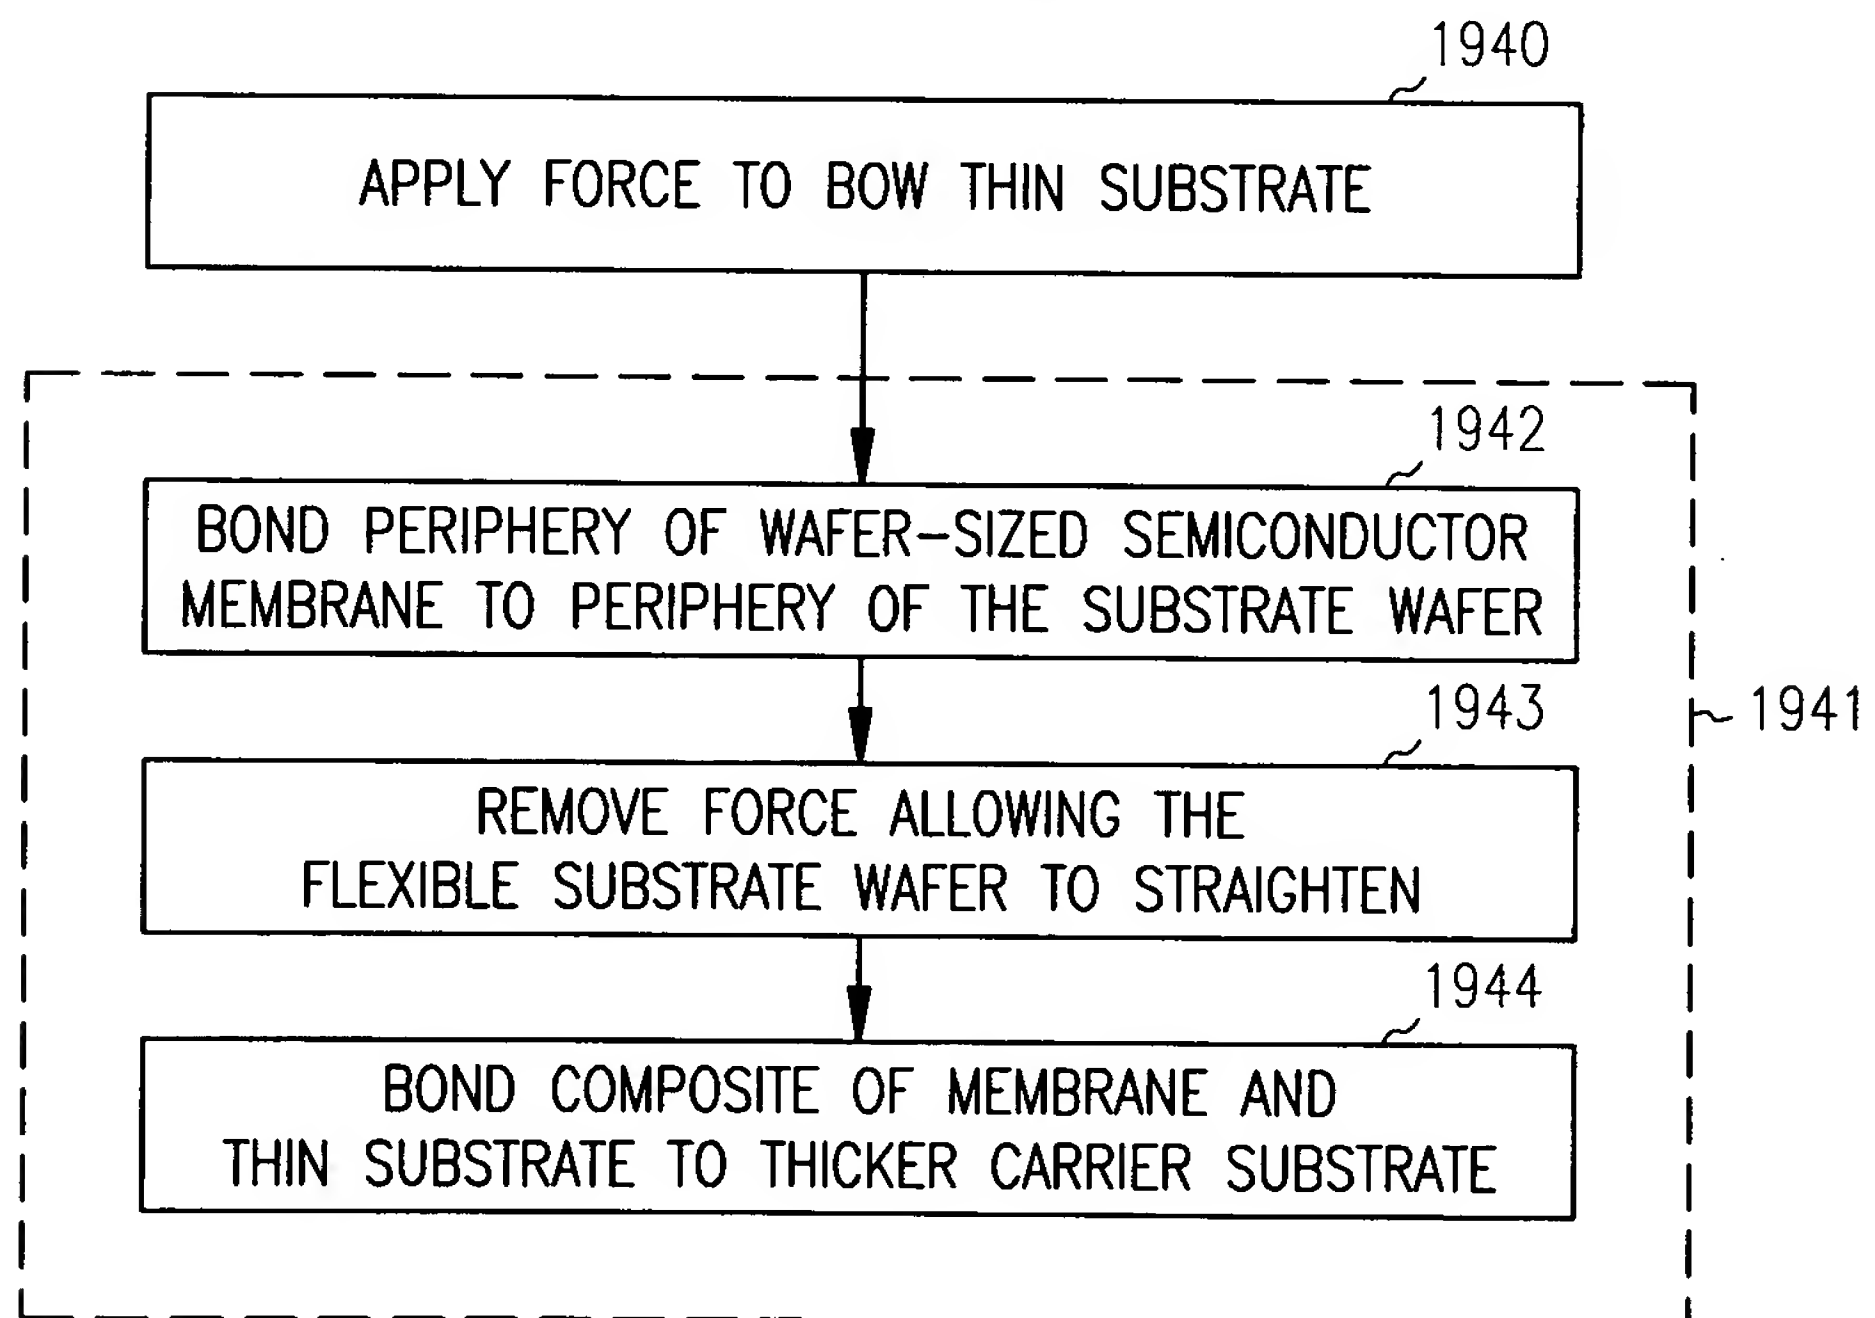 1940
APPLY FORCE TO BOW THIN SUBSTRATE
1942
BOND PERIPHERY OF WAFER-SIZED SEMICONDUCTOR
MEMBRANE TO PERIPHERY OF THE SUBSTRATE WAFER
1943
1941
REMOVE FORCE ALLOWING THE
FLEXIBLE SUBSTRATE WAFER TO STRAIGHTEN
1944
BOND COMPOSITE OF MEMBRANE AND
THIN SUBSTRATE TO THICKER CARRIER SUBSTRATE